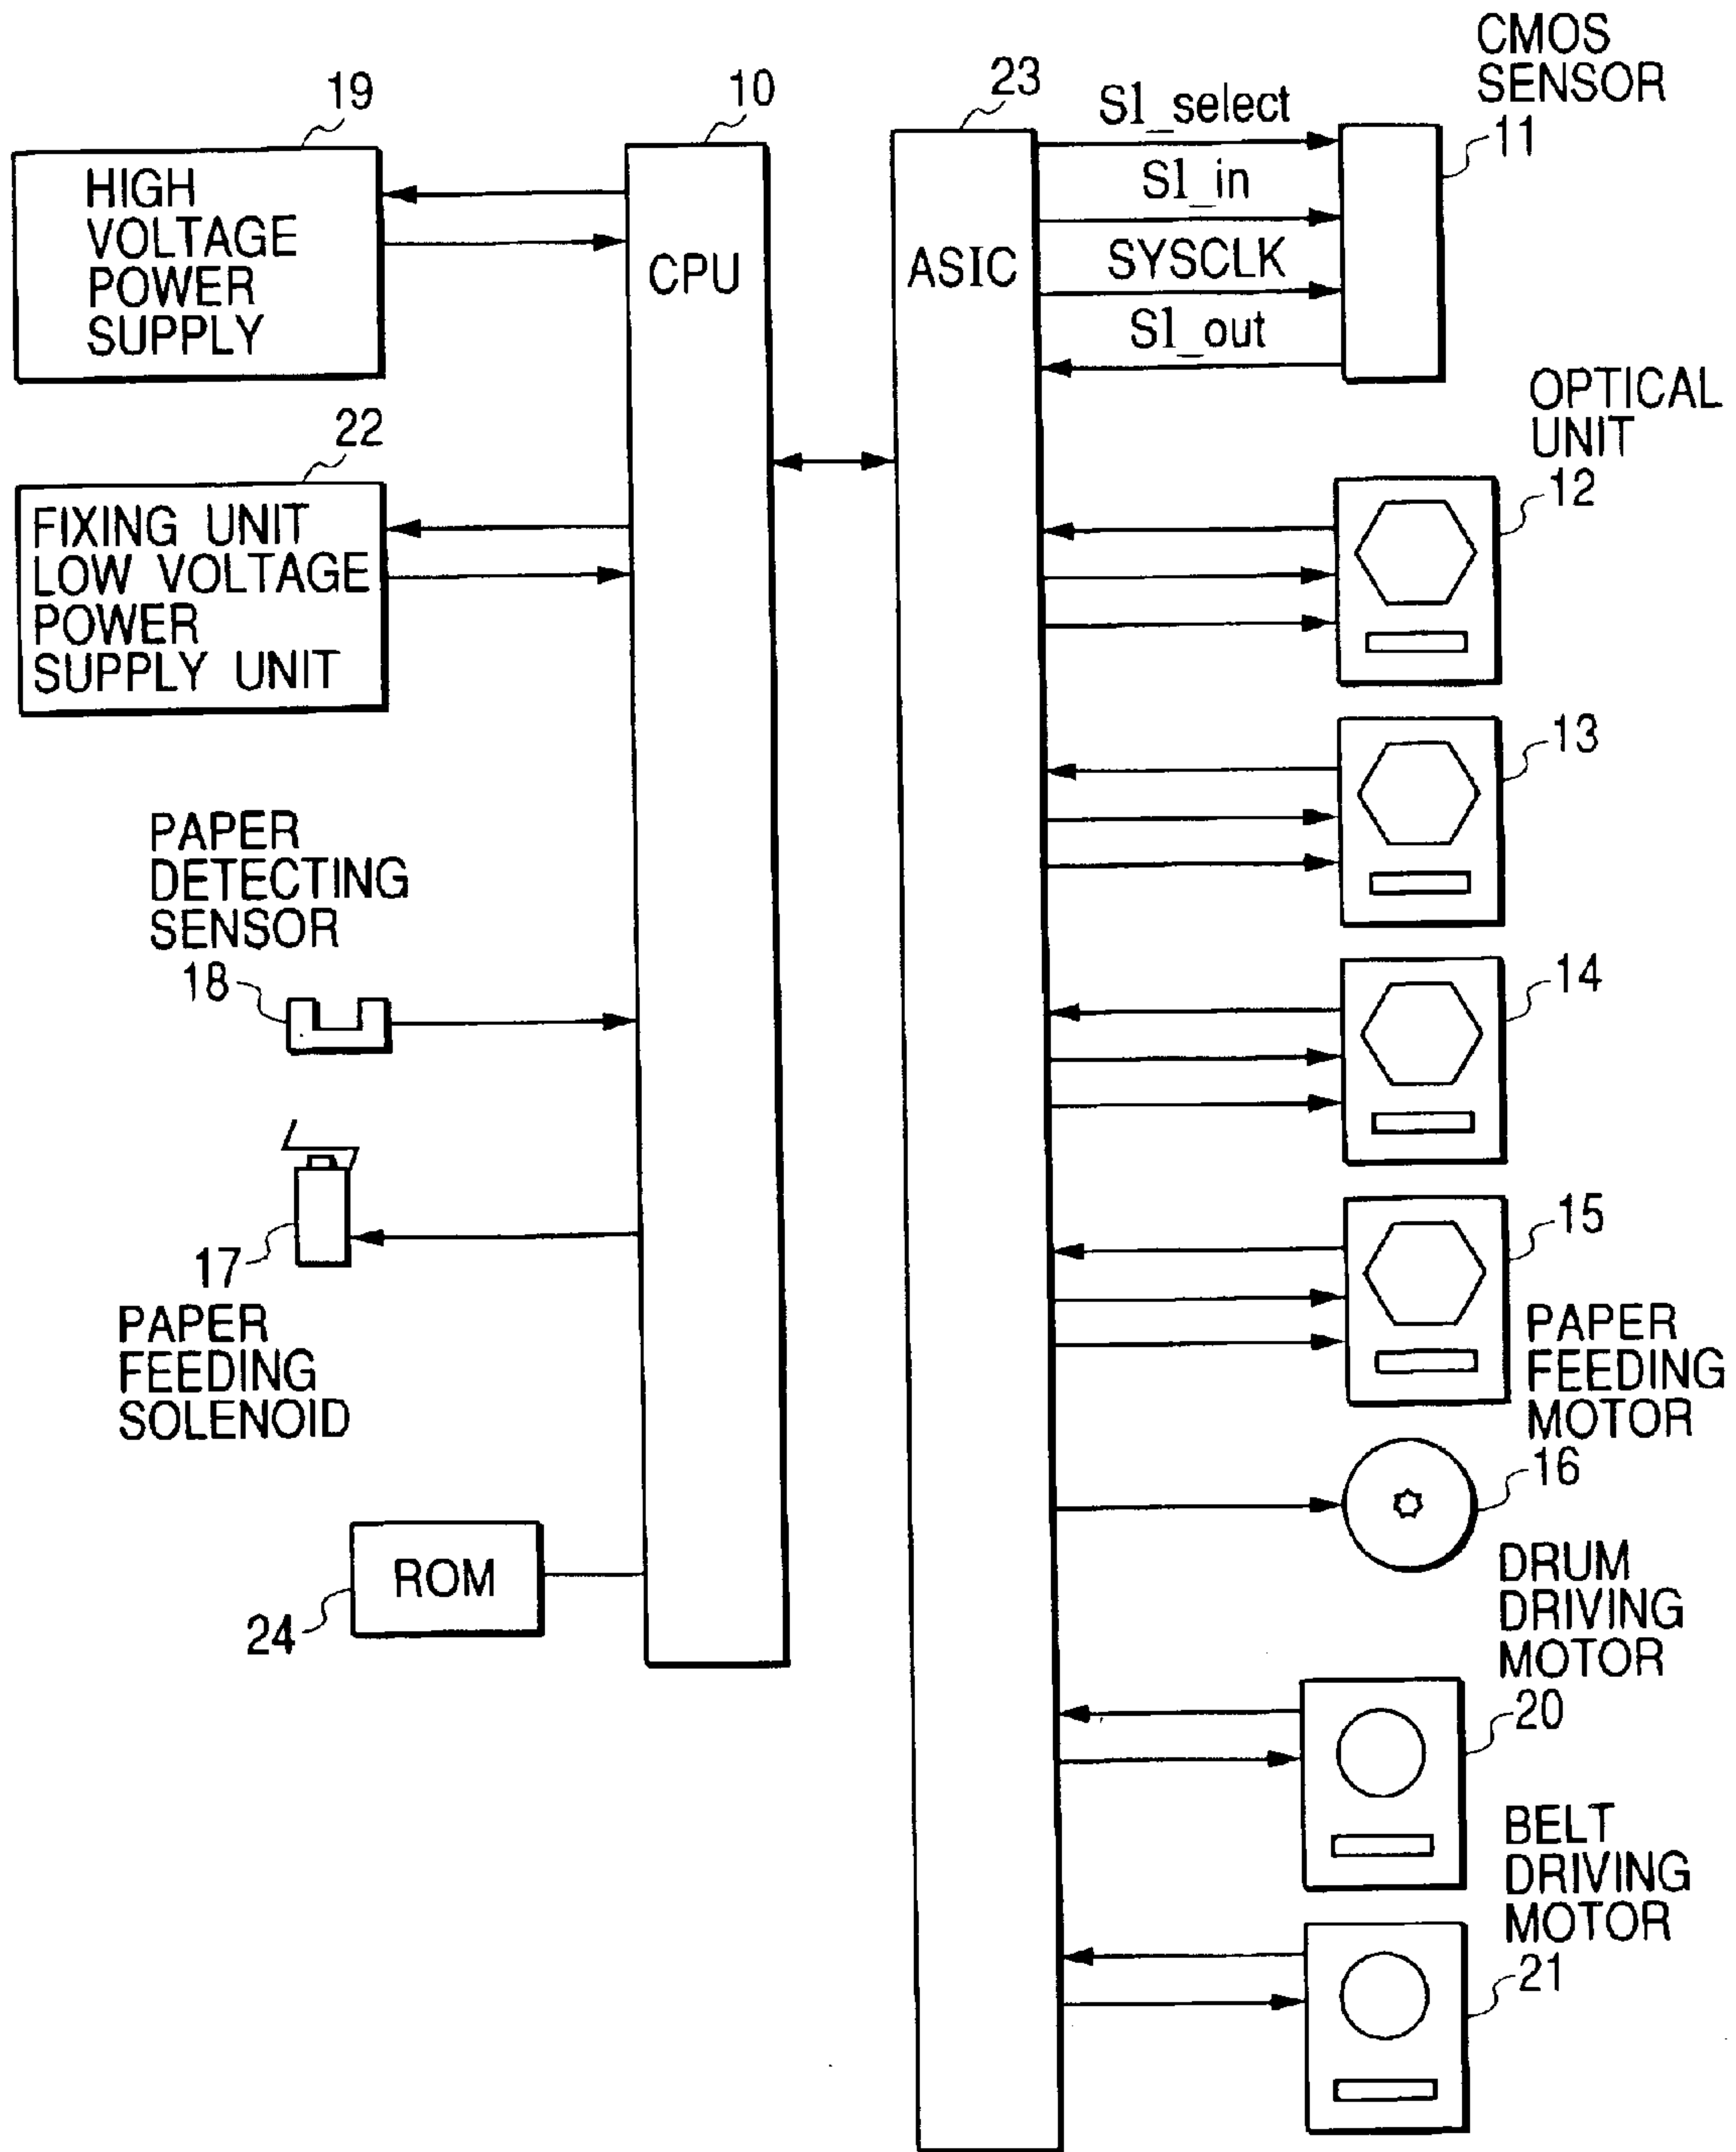 CMOS
SENSOR
11
19
10
23
S1_select
HIGH
VOLTAGE
POWER
SUPPLY
CPU
ASIC
S1_in
SYSCLK
S1_out
OPTICAL
UNIT
12
22
FIXING UNIT
LOW VOLTAGE
POWER
SUPPLY UNIT
13
PAPER
DETECTING
SENSOR
18
14
15
17
PAPER
FEEDING
SOLENOID
PAPER
FEEDING
MOTOR
16
ROM
24
DRUM
DRIVING
MOTOR
20
BELT
DRIVING
MOTOR
21